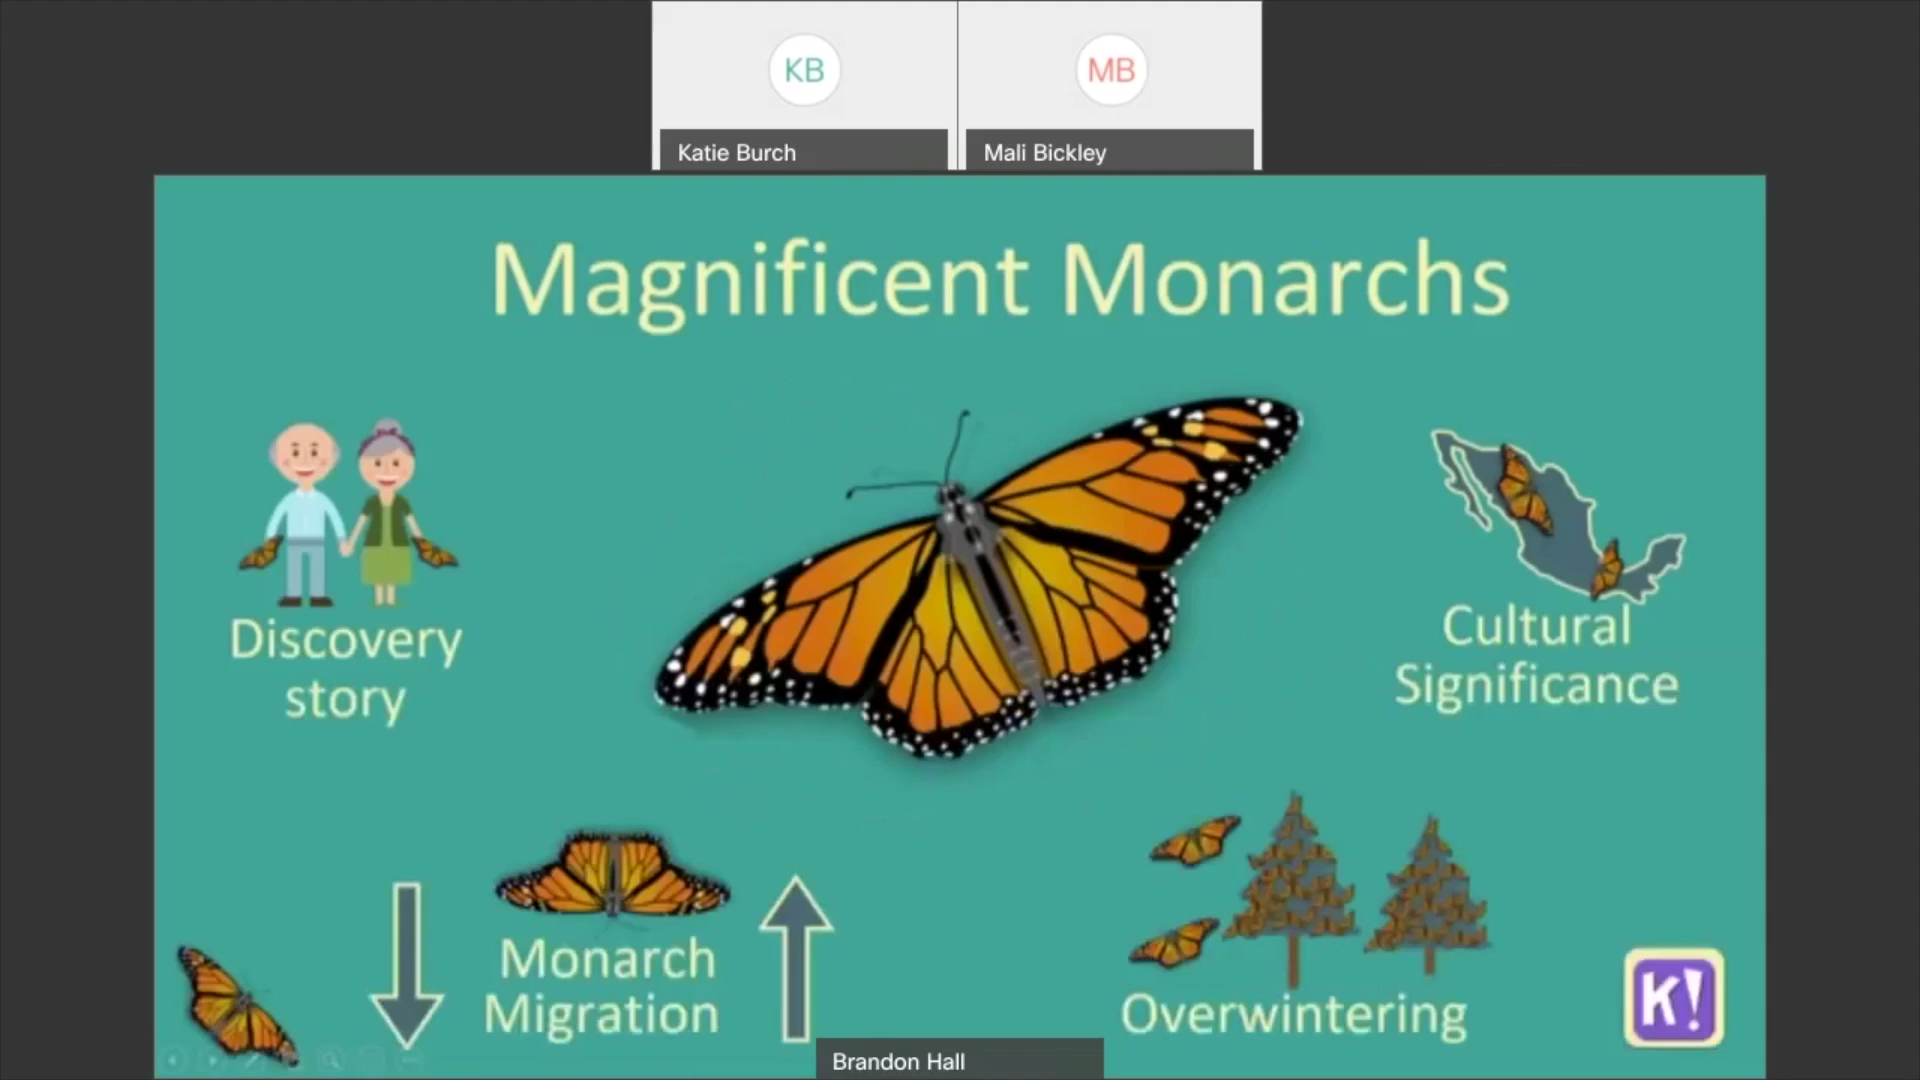 KB
MB
Katie Burch
Mali Bickley
Magnificent Monarchs
Discovery
story
Cultural
Significance
Monarch
Migration
Overwintering
K!
Brandon Hall